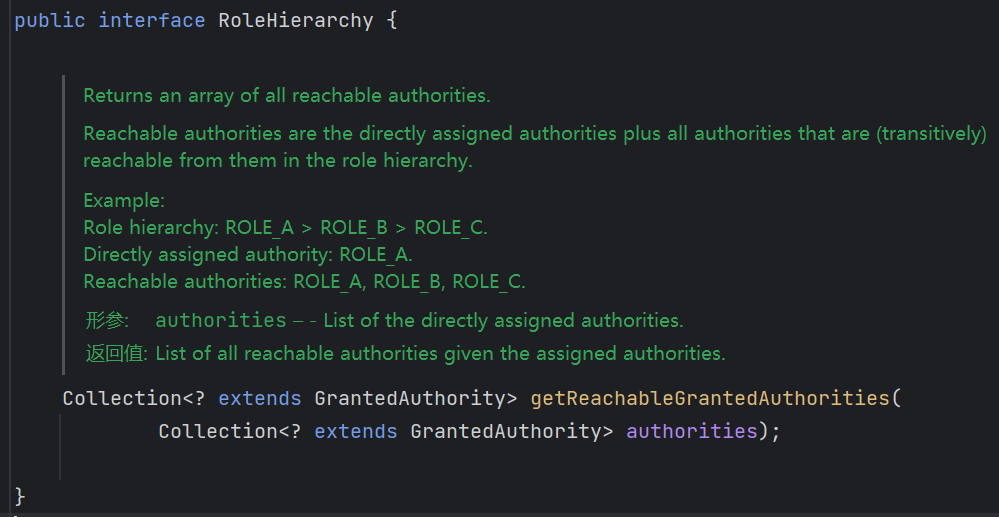 public interface RoleHierarchy {
Returns an array of all reachable authorities.
Reachable authorities are the directly assigned authorities plus all authorities that are (transitively)
reachable from them in the role hierarchy.
Example:
Role hierarchy: ROLE_A > ROLE_B > ROLE_C.
Directly assigned authority: ROLE_A.
Reachable authorities: ROLE_A, ROLE_B, ROLE_C.
形参: authorities – - List of the directly assigned authorities.
返回值: List of all reachable authorities given the assigned authorities.
Collection<? extends GrantedAuthority> getReachableGrantedAuthorities(
Collection<? extends GrantedAuthority> authorities);
}